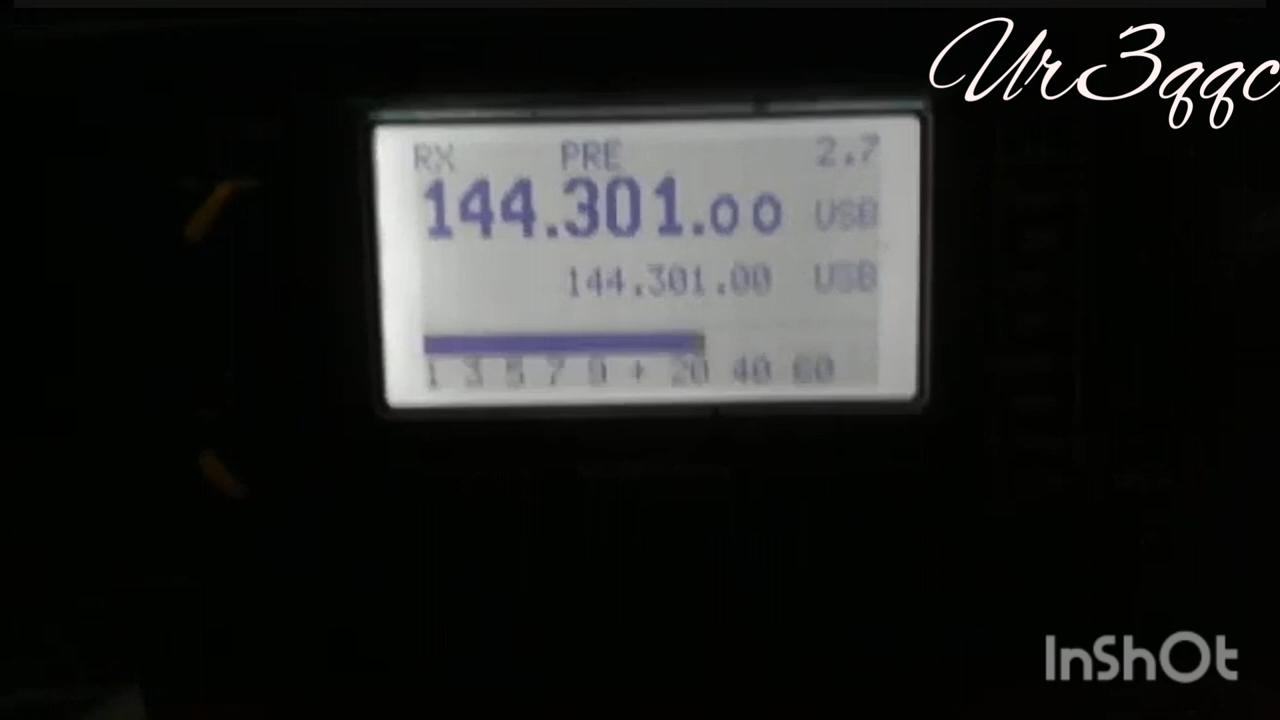 Ur3qqc
RX PRE 2.7
144.301.00 USB
144.301.00 USB
1 3 5 7 9 + 20 40 60
InShOt